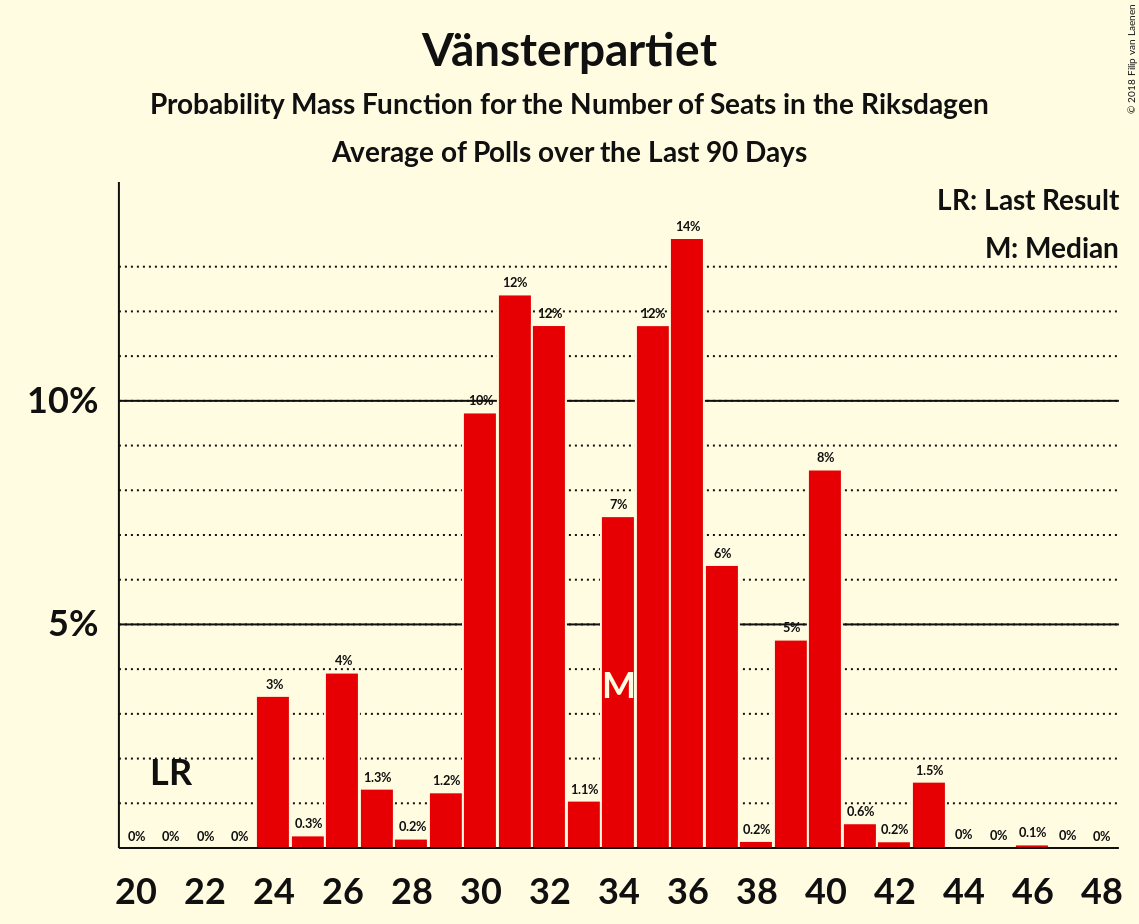 Vänsterpartiet
Probability Mass Function for the Number of Seats in the Riksdagen
Average of Polls over the Last 90 Days
© 2018 Filip van Laenen
LR: Last Result
M: Median
10%
5%
0% 0% 0% 0% 3% 0.3% 4% 1.3% 0.2% 1.2% 10% 12% 12% 1.1% 7% 12% 14% 6% 0.2% 5% 8% 0.6% 0.2% 1.5% 0% 0% 0.1% 0% 0%
LR
M
20 22 24 26 28 30 32 34 36 38 40 42 44 46 48